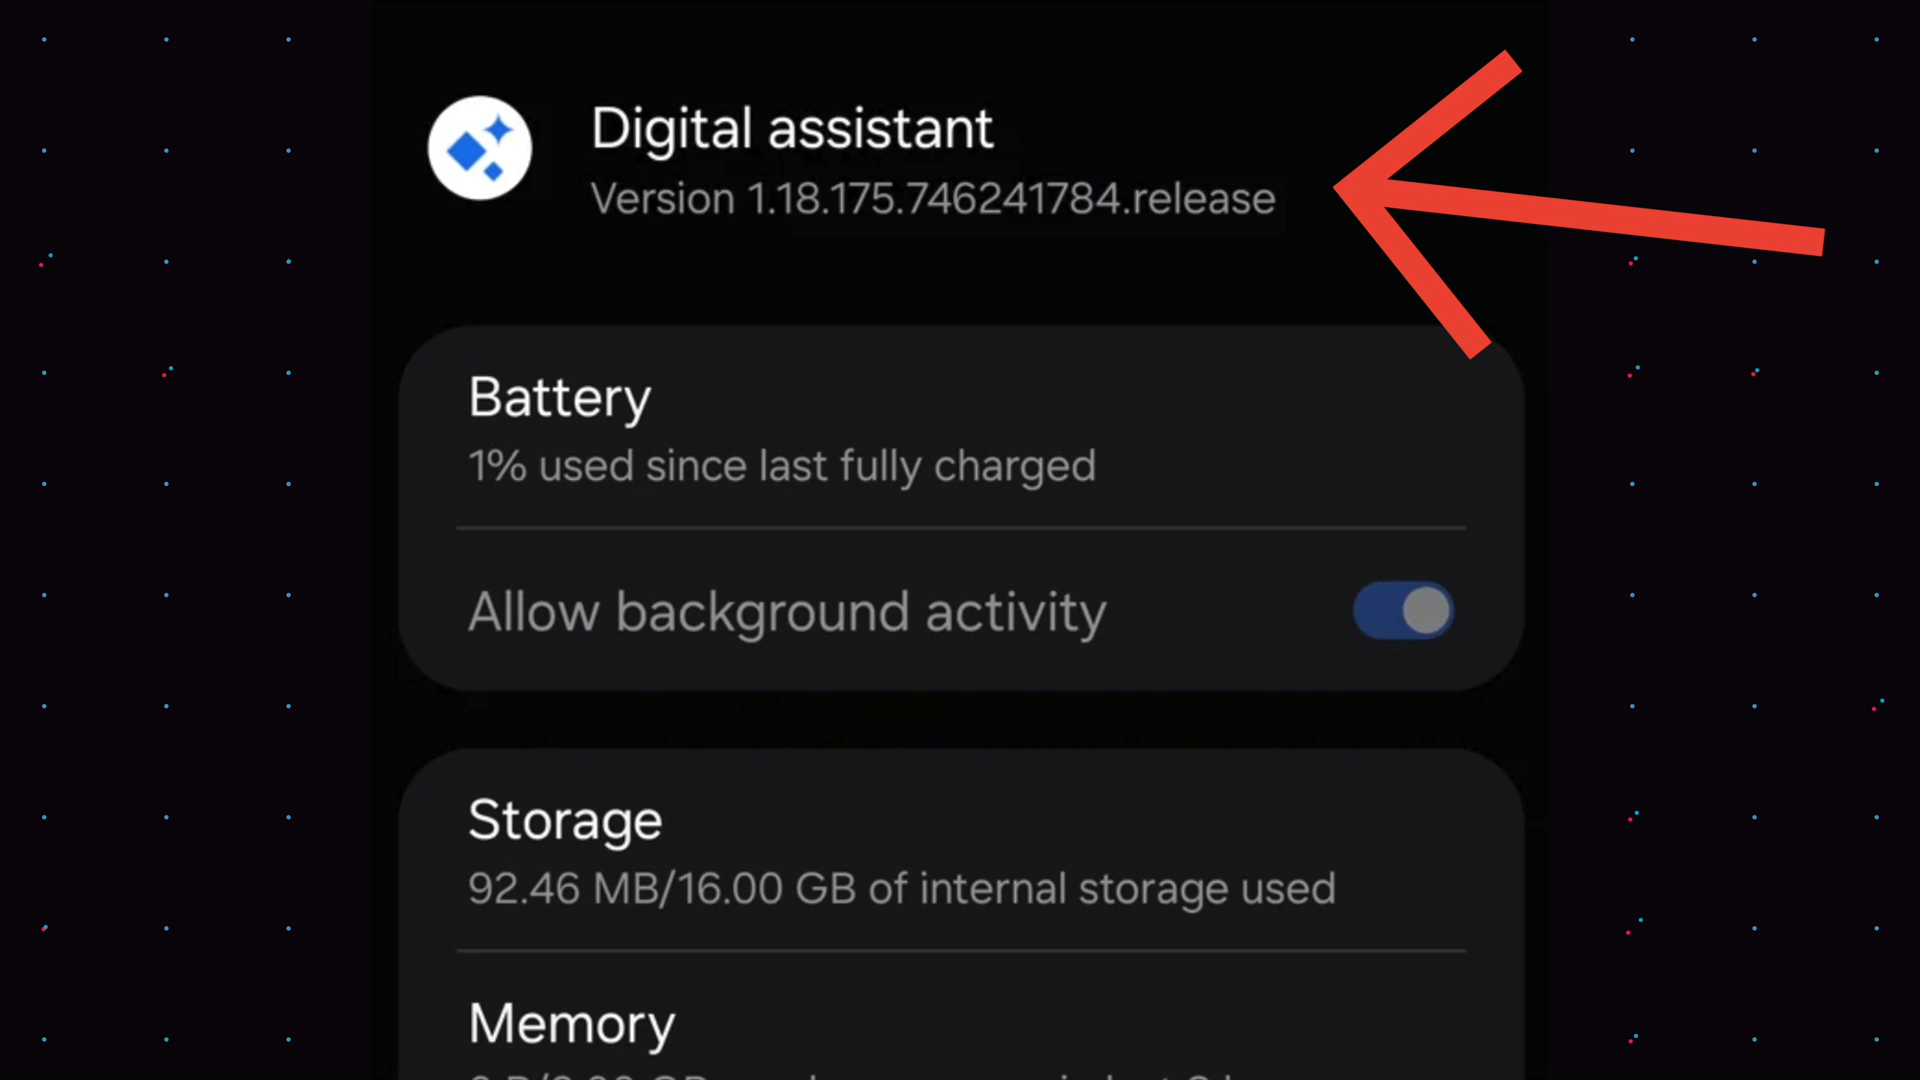 Digital assistant
Version 1.18.175.746241784.release
Battery
1% used since last fully charged
Allow background activity
Storage
92.46 MB/16.00 GB of internal storage used
Memory